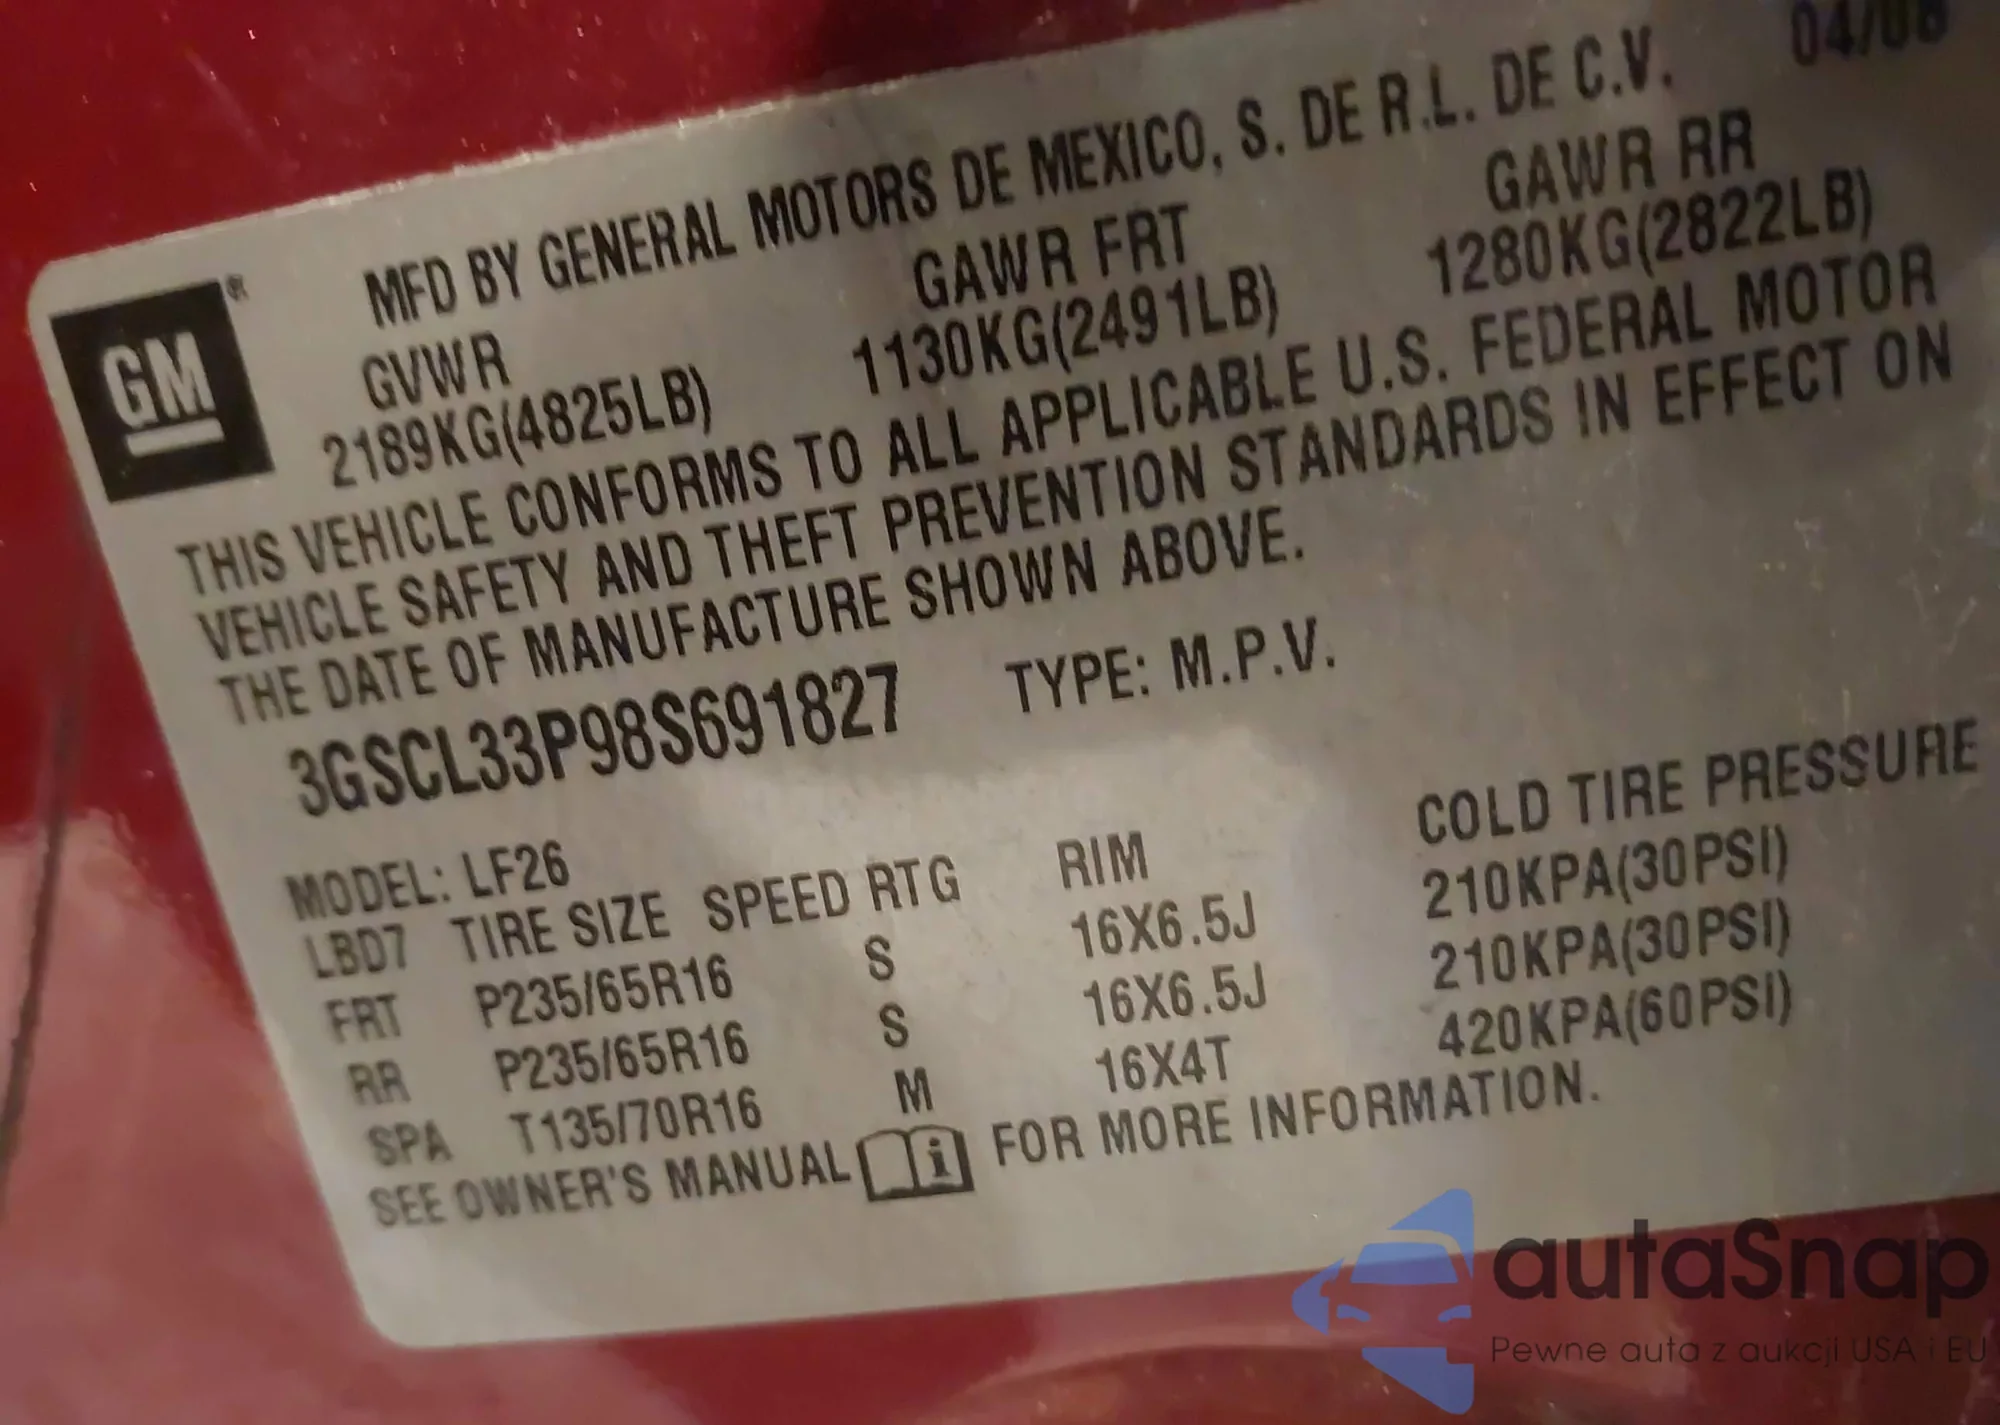 04/08
MFD BY GENERAL MOTORS DE MEXICO, S. DE R.L. DE C.V.
GVWR GAWR FRT GAWR RR
2189KG(4825LB) 1130KG(2491LB) 1280KG(2822LB)
THIS VEHICLE CONFORMS TO ALL APPLICABLE U.S. FEDERAL MOTOR
VEHICLE SAFETY AND THEFT PREVENTION STANDARDS IN EFFECT ON
THE DATE OF MANUFACTURE SHOWN ABOVE.
GM®
3GSCL33P98S691827 TYPE: M.P.V.
MODEL: LF26
LBD7 TIRE SIZE SPEED RTG RIM COLD TIRE PRESSURE
FRT P235/65R16 S 16X6.5J 210KPA(30PSI)
RR P235/65R16 S 16X6.5J 210KPA(30PSI)
SPA T135/70R16 M 16X4T 420KPA(60PSI)
SEE OWNER'S MANUAL i FOR MORE INFORMATION.
autaSnap
Pewne auta z aukcji USA i EU